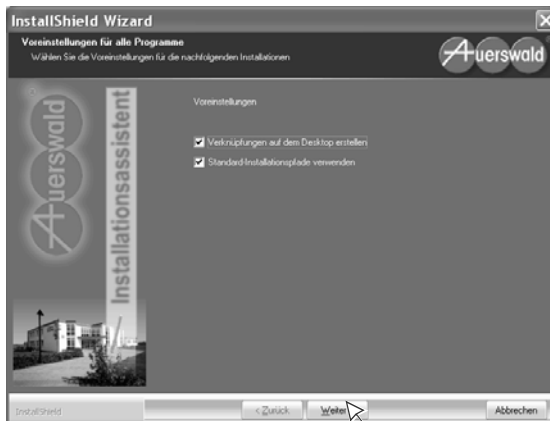 InstallShield Wizard
Voreinstellungen für alle Programme
Wählen Sie die Voreinstellungen für die nachfolgenden Installationen
Auerswald
Voreinstellungen
Verknüpfungen auf dem Desktop erstellen
Standard-Installationspfade verwenden
Auerswald
Installationsassistent
InstallShield
< Zurück
Weiter
Abbrechen